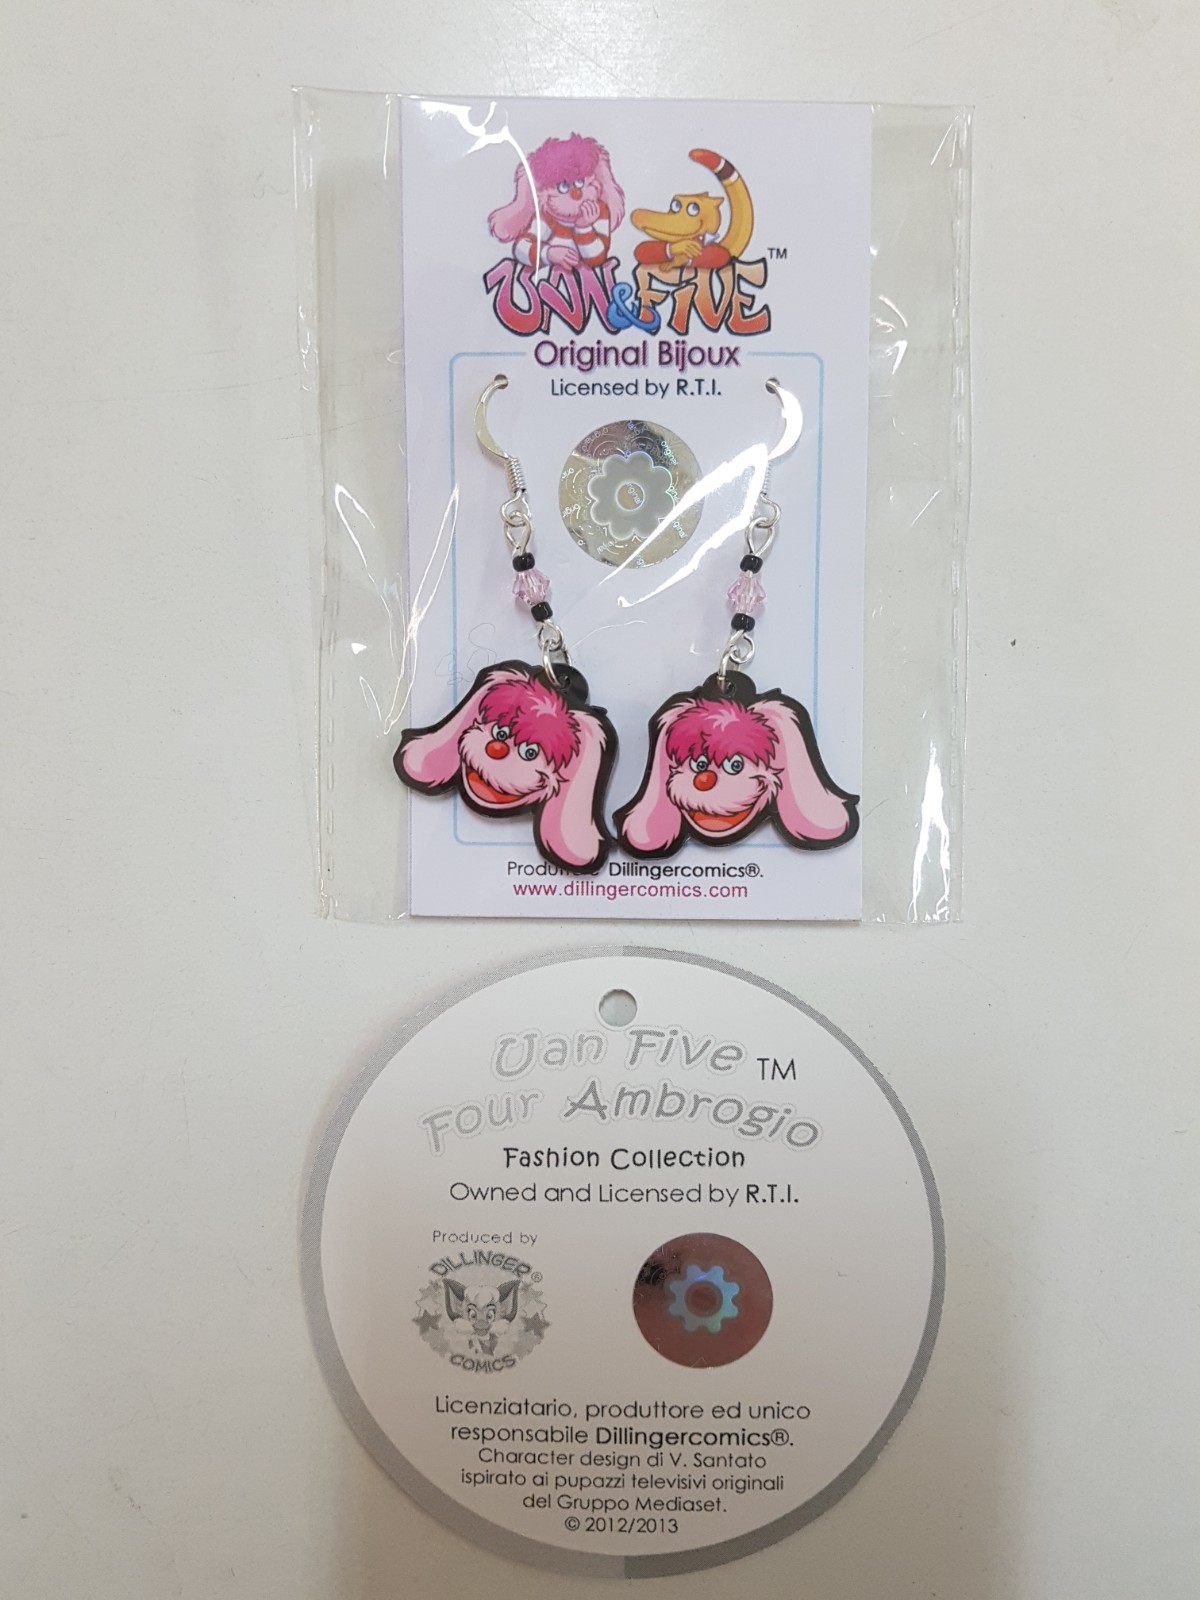 UAN & FIVE ™
Original Bijoux
Licensed by R.T.I.
Dillingercomics®.
www.dillingercomics.com
Uan Five TM
Four Ambrogio
Fashion Collection
Owned and Licensed by R.T.I.
Produced by
DILLINGER ®
COMICS
Licenziatario, produttore ed unico
responsabile Dillingercomics®.
Character design di V. Santato
ispirato ai pupazzi televisivi originali
del Gruppo Mediaset.
© 2012/2013